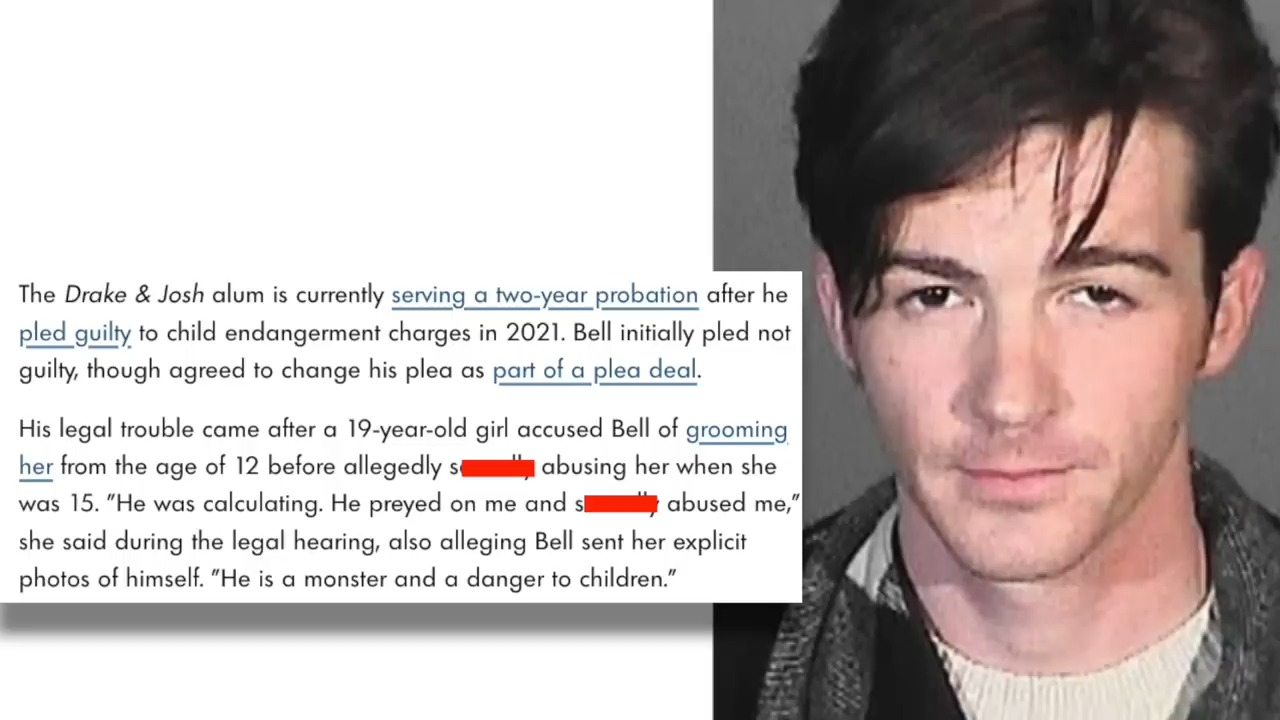 The Drake & Josh alum is currently serving a two-year probation after he
pled guilty to child endangerment charges in 2021. Bell initially pled not
guilty, though agreed to change his plea as part of a plea deal.
His legal trouble came after a 19-year-old girl accused Bell of grooming
her from the age of 12 before allegedly abusing her when she
was 15. ”He was calculating. He preyed on me and abused me,”
she said during the legal hearing, also alleging Bell sent her explicit
photos of himself. ”He is a monster and a danger to children.”